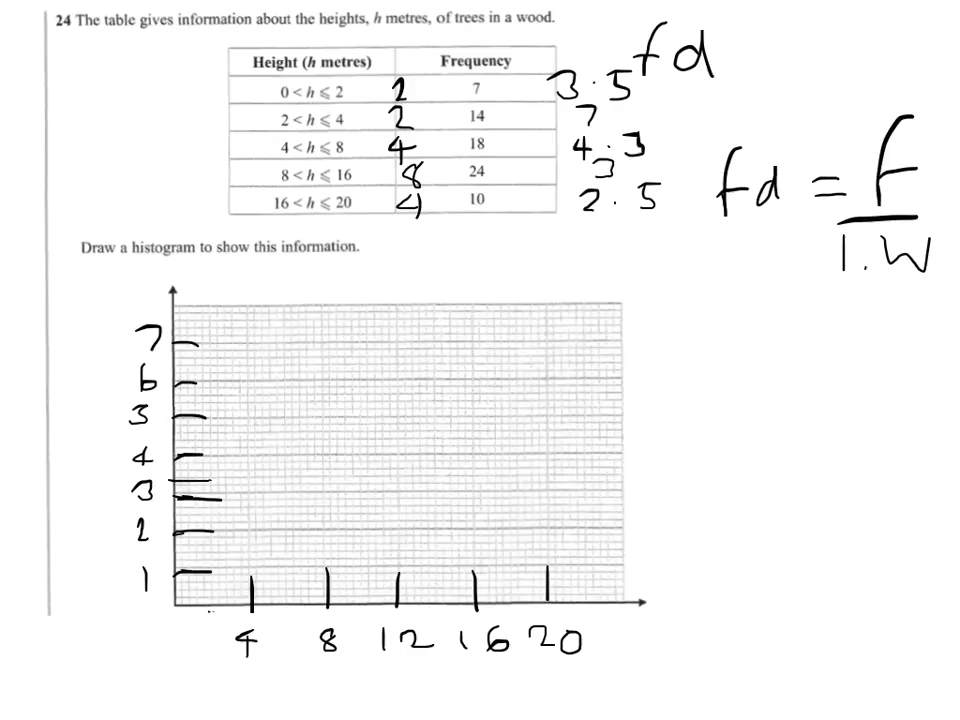 24 The table gives information about the heights, h metres, of trees in a wood.
fd
Height (h metres) Frequency
0 < h ⩽ 2 2 7 3.5
2 < h ⩽ 4 2 14 7
4 < h ⩽ 8 4 18 4.3
8 < h ⩽ 16 8 24 3
16 < h ⩽ 20 4 10 2.5
fd = f
I.W
Draw a histogram to show this information.
7
6
5
4
3
2
1
4 8 12 16 20